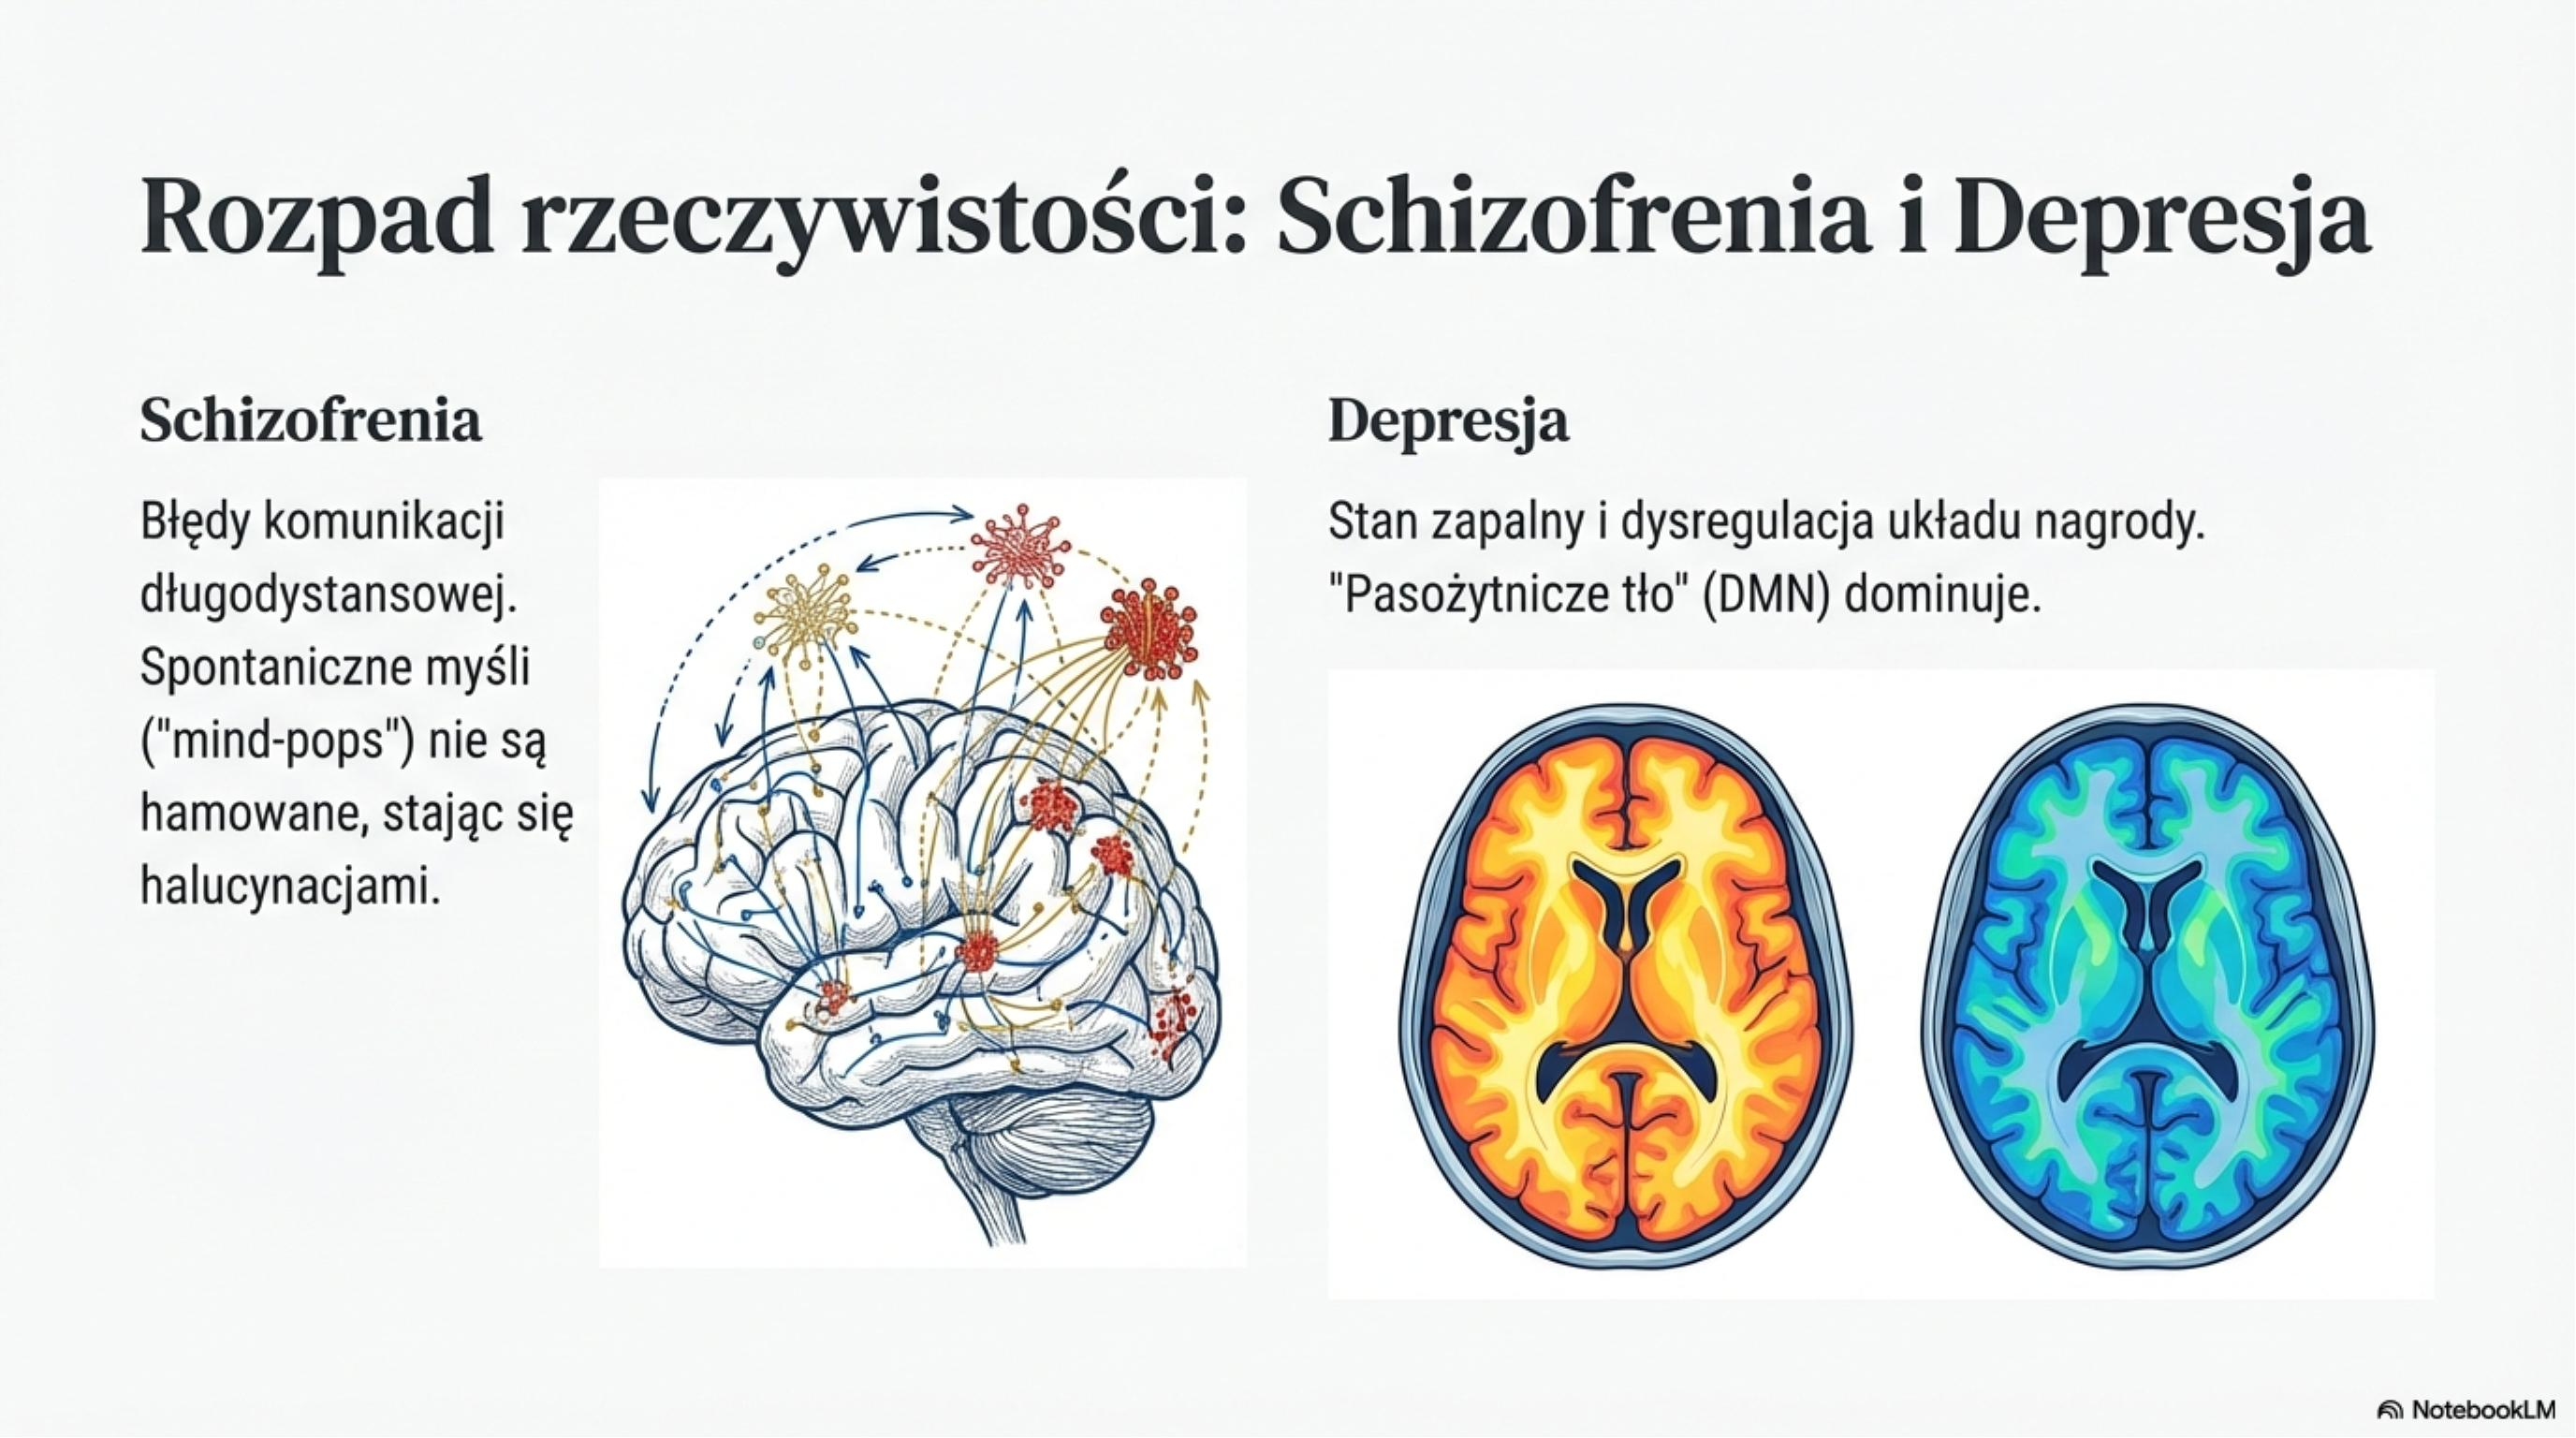 Rozpad rzeczywistości: Schizofrenia i Depresja
Schizofrenia
Błędy komunikacji
długodystansowej.
Spontaniczne myśli
("mind-pops") nie są
hamowane, stając się
halucynacjami.
Depresja
Stan zapalny i dysregulacja układu nagrody.
"Pasożytnicze tło" (DMN) dominuje.
NotebookLM